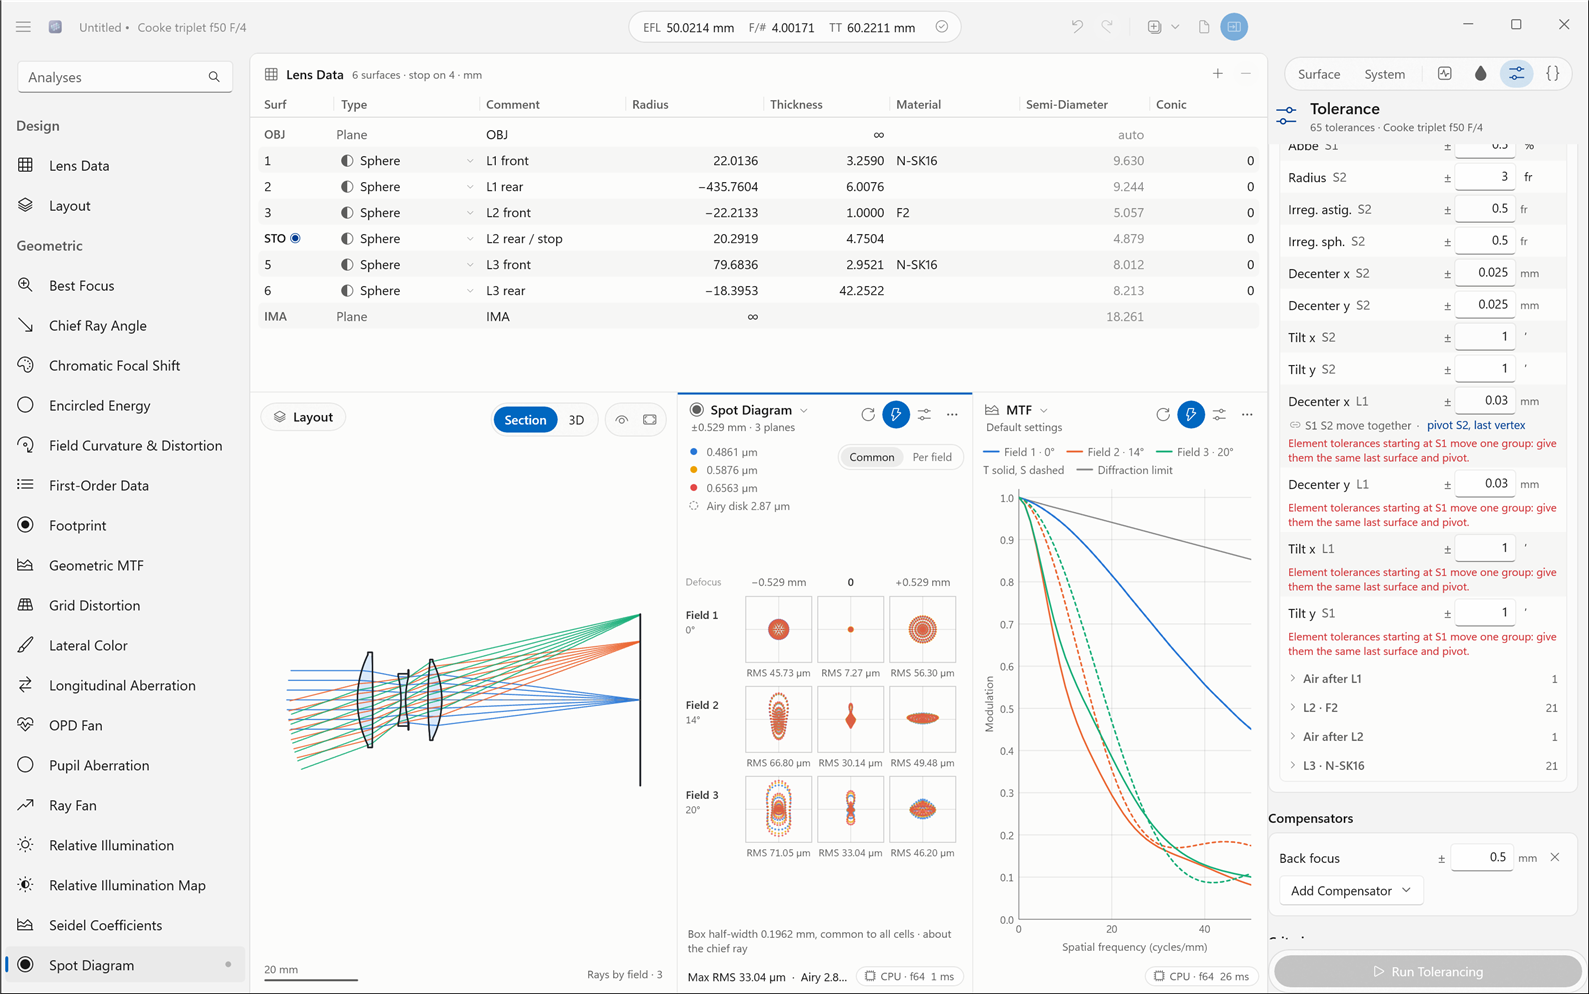 Untitled • Cooke triplet f50 F/4
EFL 50.0214 mm F/# 4.00171 TT 60.2211 mm
Analyses
Design
Lens Data
Layout
Geometric
Best Focus
Chief Ray Angle
Chromatic Focal Shift
Encircled Energy
Field Curvature & Distortion
First-Order Data
Footprint
Geometric MTF
Grid Distortion
Lateral Color
Longitudinal Aberration
OPD Fan
Pupil Aberration
Ray Fan
Relative Illumination
Relative Illumination Map
Seidel Coefficients
Spot Diagram
Lens Data 6 surfaces · stop on 4 · mm
Surf Type Comment Radius Thickness Material Semi-Diameter Conic
OBJ Plane OBJ ∞ auto
1 Sphere L1 front 22.0136 3.2590 N-SK16 9.630 0
2 Sphere L1 rear −435.7604 6.0076 9.244 0
3 Sphere L2 front −22.2133 1.0000 F2 5.057 0
STO Sphere L2 rear / stop 20.2919 4.7504 4.879 0
5 Sphere L3 front 79.6836 2.9521 N-SK16 8.012 0
6 Sphere L3 rear −18.3953 42.2522 8.213 0
IMA Plane IMA ∞ 18.261
Layout
Section 3D
20 mm
Rays by field · 3
Spot Diagram
±0.529 mm · 3 planes
0.4861 µm
0.5876 µm
0.6563 µm
Airy disk 2.87 µm
Common Per field
Defocus −0.529 mm 0 +0.529 mm
Field 1
0°
RMS 45.73 µm RMS 7.27 µm RMS 56.30 µm
Field 2
14°
RMS 66.80 µm RMS 30.14 µm RMS 49.48 µm
Field 3
20°
RMS 71.05 µm RMS 33.04 µm RMS 46.20 µm
Box half-width 0.1962 mm, common to all cells · about
the chief ray
Max RMS 33.04 µm · Airy 2.8... CPU · f64 1 ms
MTF
Default settings
Field 1 · 0° Field 2 · 14° Field 3 · 20°
T solid, S dashed Diffraction limit
1.0
0.9
0.8
0.7
0.6
0.5
0.4
0.3
0.2
0.1
0.0
Modulation
0 20 40
Spatial frequency (cycles/mm)
CPU · f64 26 ms
Surface System {}
Tolerance
65 tolerances · Cooke triplet f50 F/4
Abbe S1 ± 0.5 %
Radius S2 ± 3 fr
Irreg. astig. S2 ± 0.5 fr
Irreg. sph. S2 ± 0.5 fr
Decenter x S2 ± 0.025 mm
Decenter y S2 ± 0.025 mm
Tilt x S2 ± 1 ′
Tilt y S2 ± 1 ′
Decenter x L1 ± 0.03 mm
S1 S2 move together · pivot S2, last vertex
Element tolerances starting at S1 move one group: give
them the same last surface and pivot.
Decenter y L1 ± 0.03 mm
Element tolerances starting at S1 move one group: give
them the same last surface and pivot.
Tilt x L1 ± 1 ′
Element tolerances starting at S1 move one group: give
them the same last surface and pivot.
Tilt y S1 ± 1 ′
Element tolerances starting at S1 move one group: give
them the same last surface and pivot.
Air after L1 1
L2 · F2 21
Air after L2 1
L3 · N-SK16 21
Compensators
Back focus ± 0.5 mm
Add Compensator
Run Tolerancing